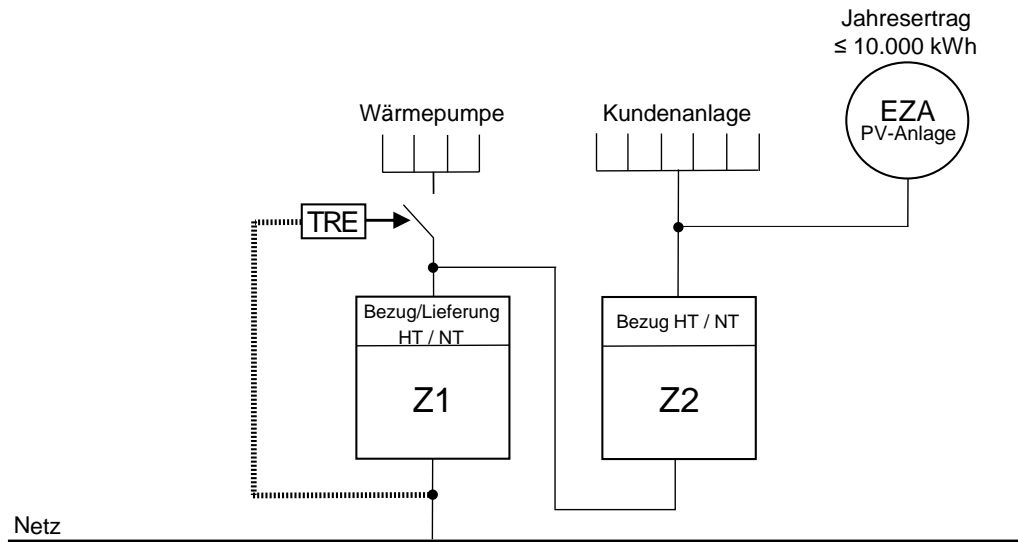 Jahresertrag
≤ 10.000 kWh
Wärmepumpe
Kundenanlage
EZA
PV-Anlage
TRE
Bezug/Lieferung
HT / NT
Bezug HT / NT
Z1
Z2
Netz